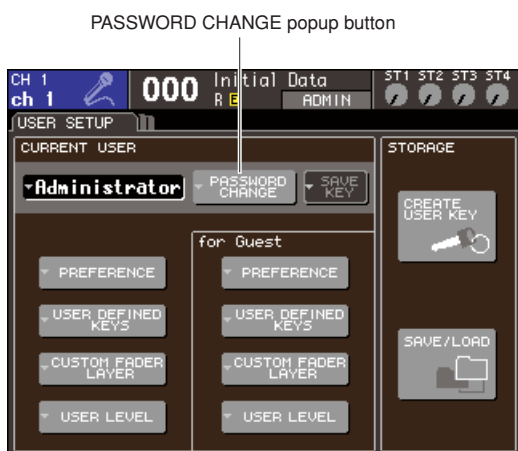 PASSWORD CHANGE popup button
CH 1
ch 1
000
Initial Data
R E
ADMIN
ST1 ST2 ST3 ST4
USER SETUP
CURRENT USER
Administrator
PASSWORD
CHANGE
SAVE
KEY
for Guest
PREFERENCE
PREFERENCE
USER DEFINED
KEYS
USER DEFINED
KEYS
CUSTOM FADER
LAYER
CUSTOM FADER
LAYER
USER LEVEL
USER LEVEL
STORAGE
CREATE
USER KEY
SAVE/LOAD